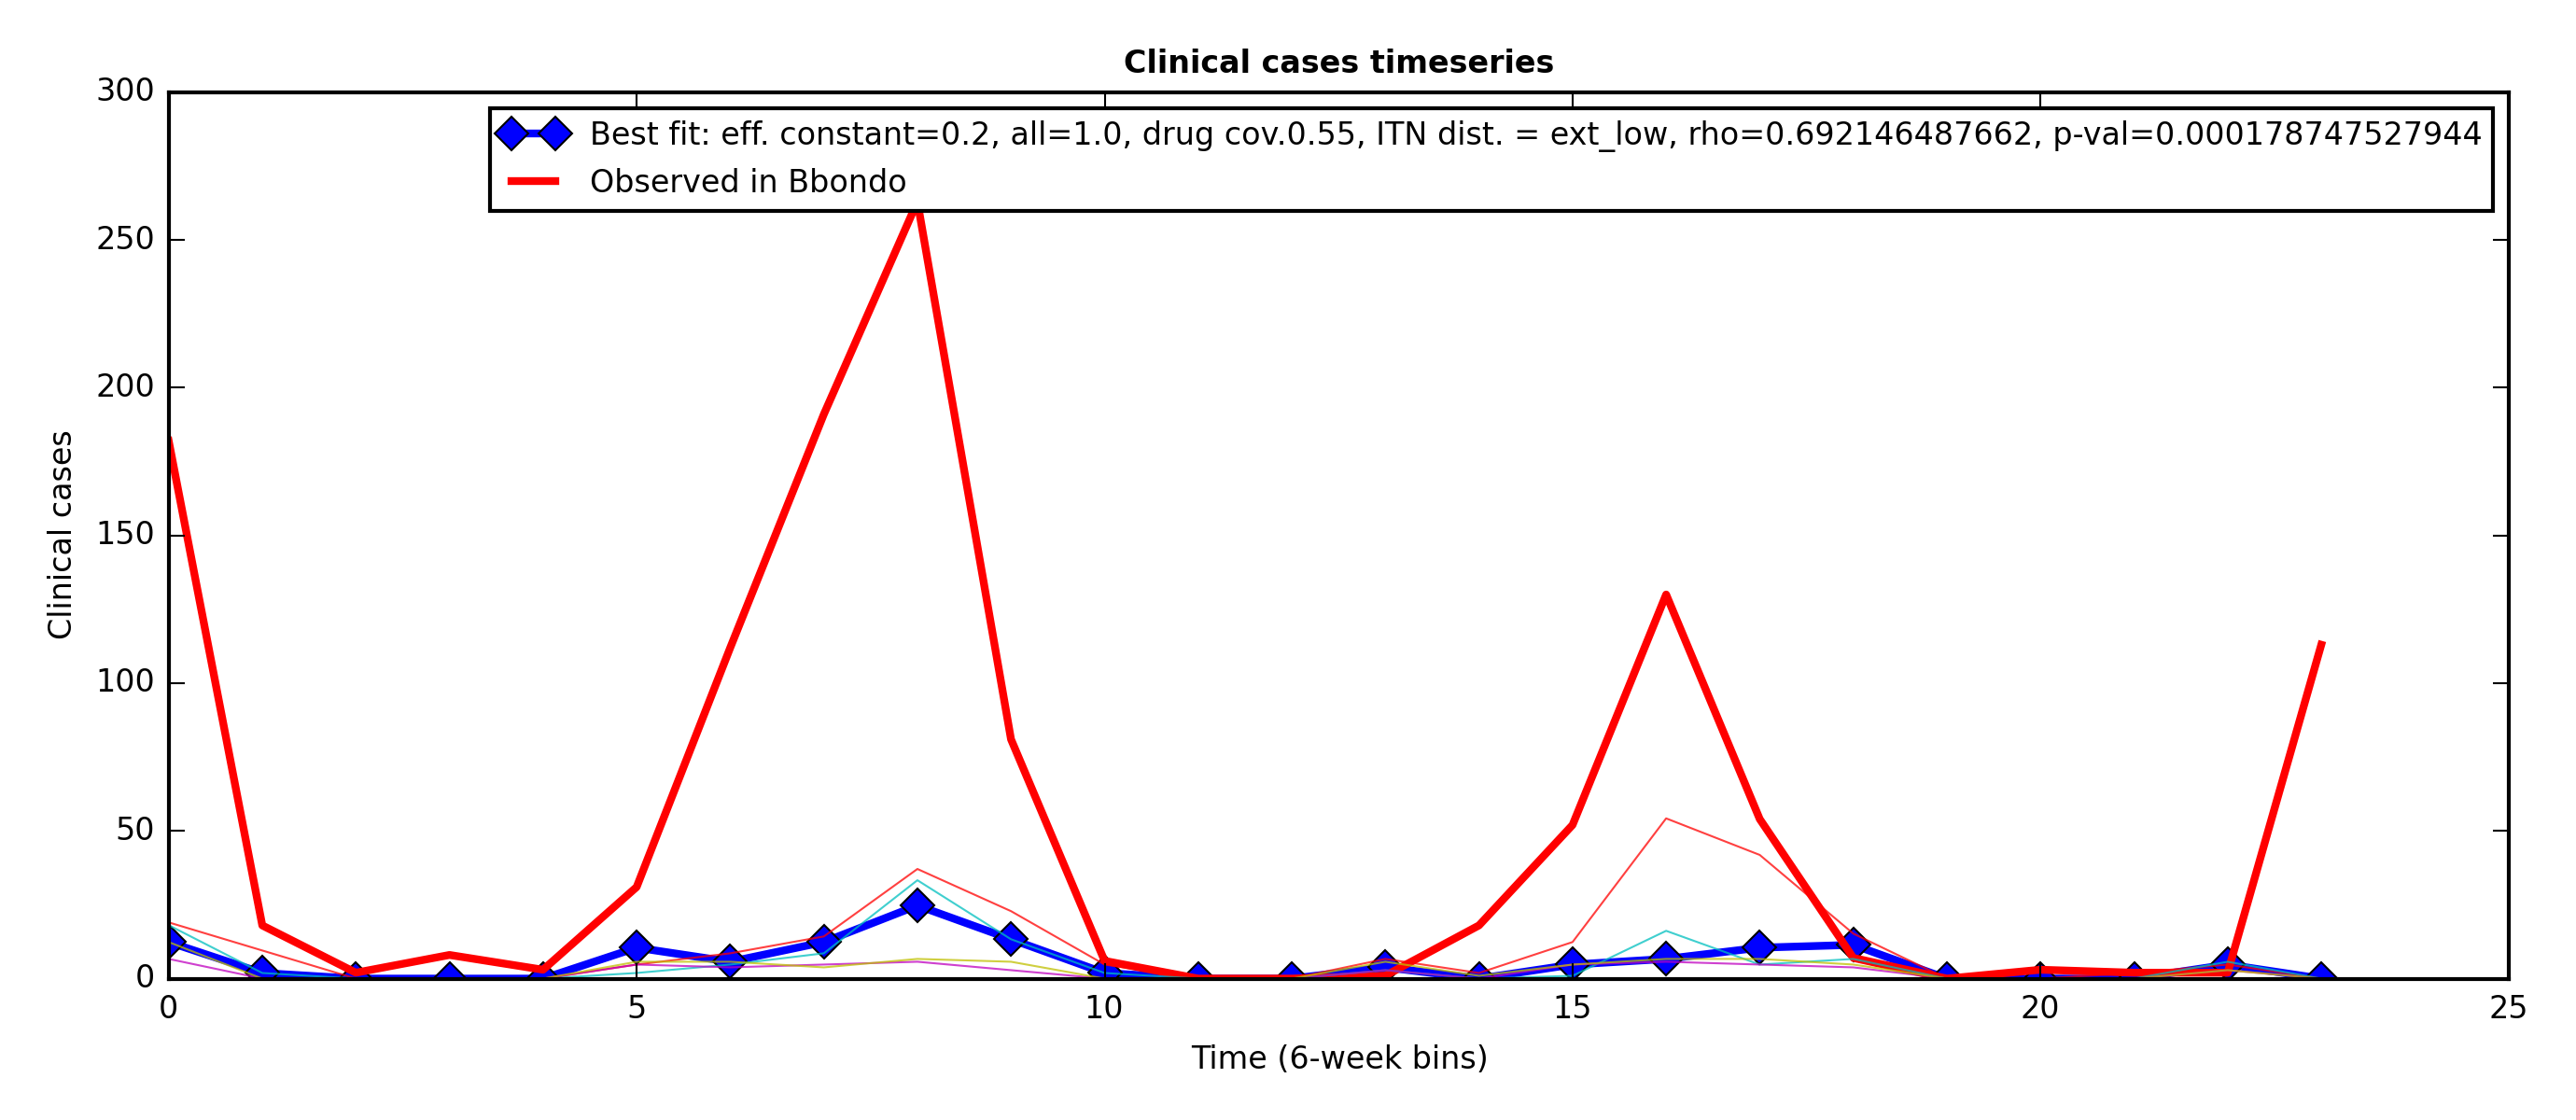 Clinical cases timeseries
300
Best fit: eff. constant=0.2, all=1.0, drug cov.0.55, ITN dist. = ext_low, rho=0.692146487662, p-val=0.000178747527944
Observed in Bbondo
250
200
150
100
50
0
Clinical cases
0 5 10 15 20 25
Time (6-week bins)